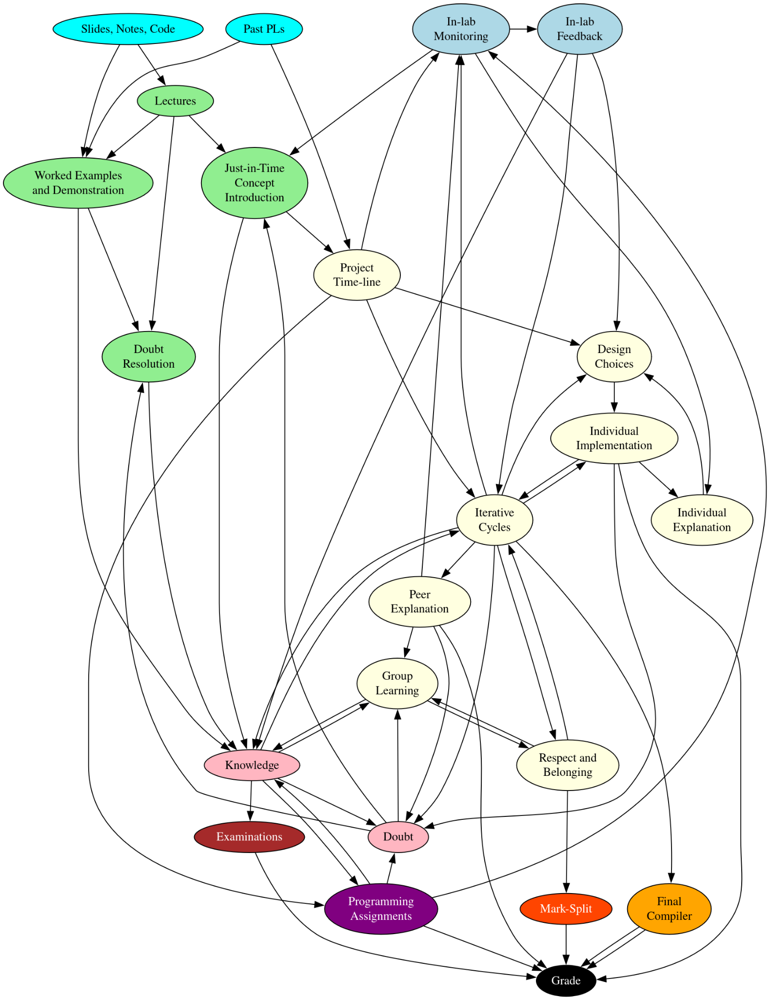 Slides, Notes, Code
Past PLs
In-lab
Monitoring
In-lab
Feedback
Lectures
Worked Examples
and Demonstration
Just-in-Time
Concept
Introduction
Project
Time-line
Doubt
Resolution
Design
Choices
Individual
Implementation
Iterative
Cycles
Individual
Explanation
Peer
Explanation
Group
Learning
Knowledge
Respect and
Belonging
Examinations
Doubt
Programming
Assignments
Mark-Split
Final
Compiler
Grade